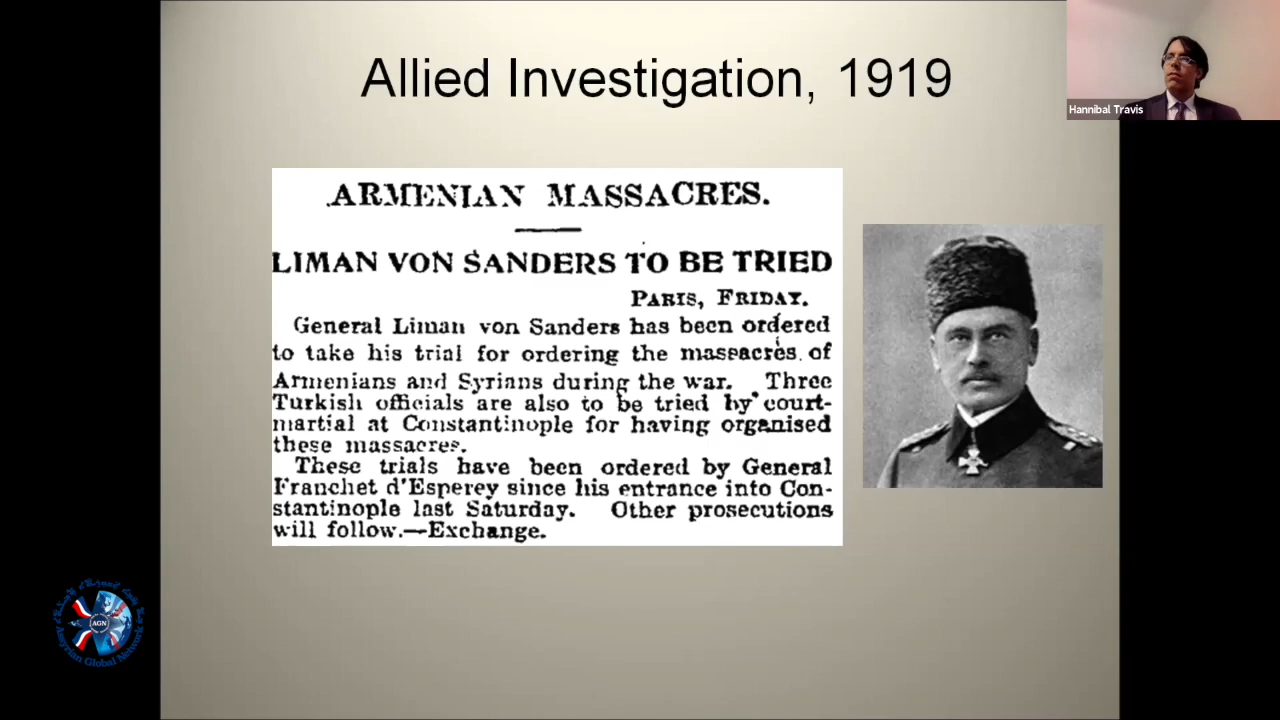 Allied Investigation, 1919
Hannibal Travis
ARMENIAN MASSACRES.
LIMAN VON SANDERS TO BE TRIED
PARIS, FRIDAY.
General Liman von Sanders has been ordered
to take his trial for ordering the massacres of
Armenians and Syrians during the war. Three
Turkish officials are also to be tried by court-
martial at Constantinople for having organised
these massacres.
These trials have been ordered by General
Franchet d'Esperey since his entrance into Con-
stantinople last Saturday. Other prosecutions
will follow.—Exchange.
AGN
Assyrian Global Network